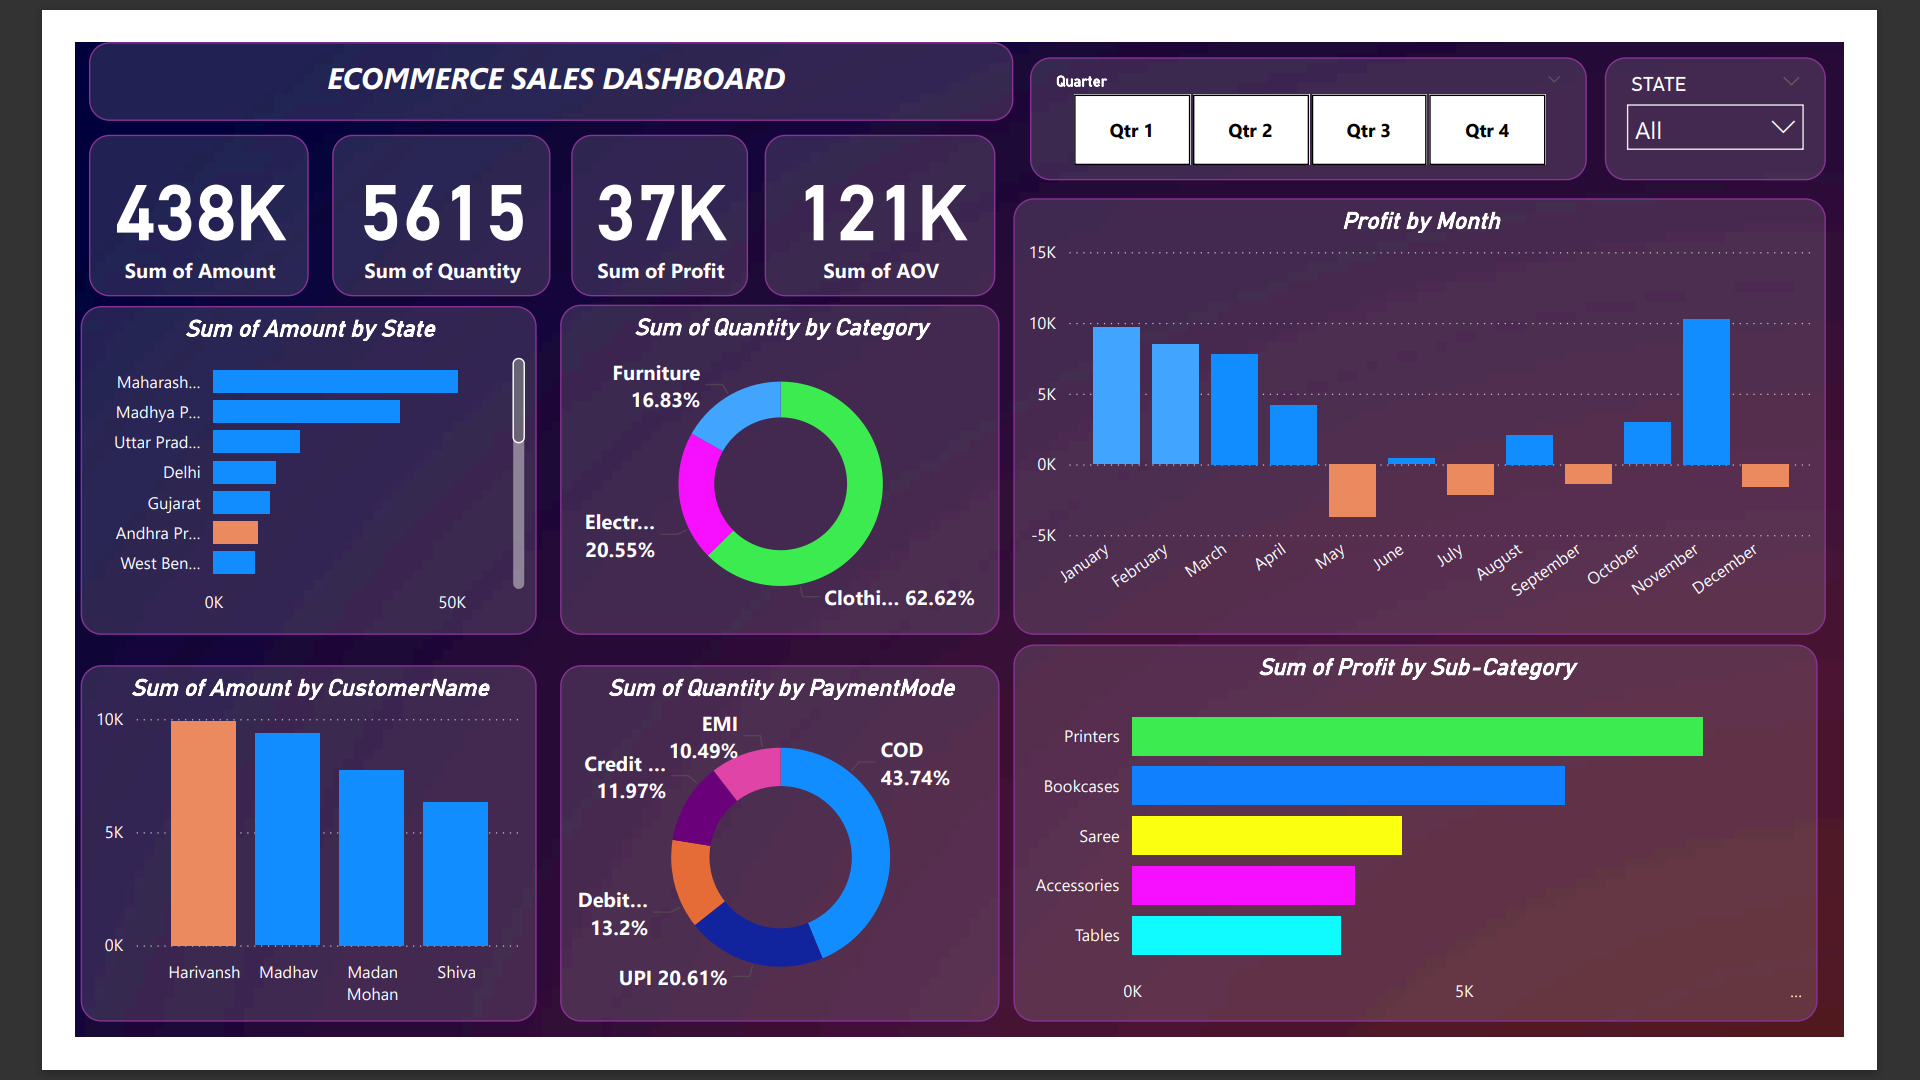 ECOMMERCE SALES DASHBOARD
Quarter
Qtr 1
Qtr 2
Qtr 3
Qtr 4
STATE
All
438K
Sum of Amount
5615
Sum of Quantity
37K
Sum of Profit
121K
Sum of AOV
Sum of Amount by State
Maharash...
Madhya P...
Uttar Prad...
Delhi
Gujarat
Andhra Pr...
West Ben...
0K
50K
Sum of Quantity by Category
Furniture
16.83%
Electr...
20.55%
Clothi... 62.62%
Profit by Month
15K
10K
5K
0K
-5K
January
February
March
April
May
June
July
August
September
October
November
December
Sum of Amount by CustomerName
10K
5K
0K
Harivansh
Madhav
Madan
Mohan
Shiva
Sum of Quantity by PaymentMode
EMI
10.49%
Credit ...
11.97%
COD
43.74%
Debit...
13.2%
UPI 20.61%
Sum of Profit by Sub-Category
Printers
Bookcases
Saree
Accessories
Tables
0K
5K
...